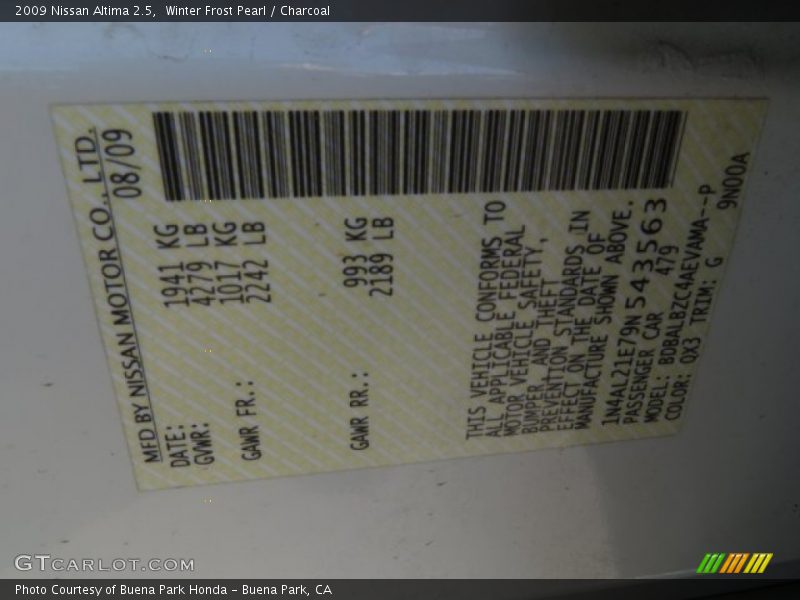 2009 Nissan Altima 2.5,  Winter Frost Pearl / Charcoal
MFD BY NISSAN MOTOR CO., LTD.
DATE: 08/09
GVWR: 1941 KG
4279 LB
GAWR FR.: 1017 KG
2242 LB
GAWR RR.: 993 KG
2189 LB
THIS VEHICLE CONFORMS TO
ALL APPLICABLE FEDERAL
MOTOR VEHICLE SAFETY,
BUMPER, AND THEFT
PREVENTION STANDARDS IN
EFFECT ON THE DATE OF
MANUFACTURE SHOWN ABOVE.
1N4AL21E79N543563
PASSENGER CAR 479
MODEL: BDBALBZC4AEVAMA--P
COLOR: QX3 TRIM: G 9N00A
GTCARLOT.COM
Photo Courtesy of Buena Park Honda - Buena Park, CA